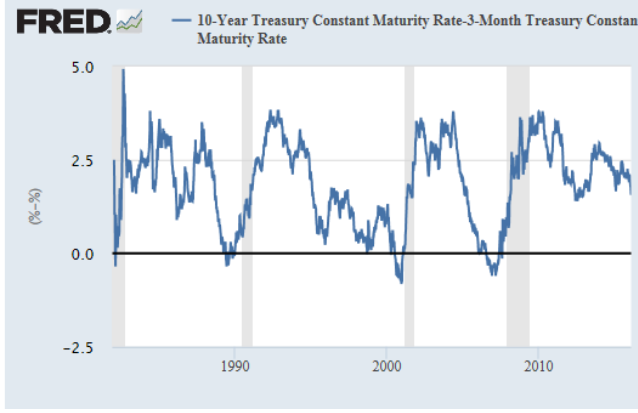 FRED
10-Year Treasury Constant Maturity Rate-3-Month Treasury Constan
Maturity Rate
5.0
2.5
0.0
-2.5
(%-%)
1990
2000
2010